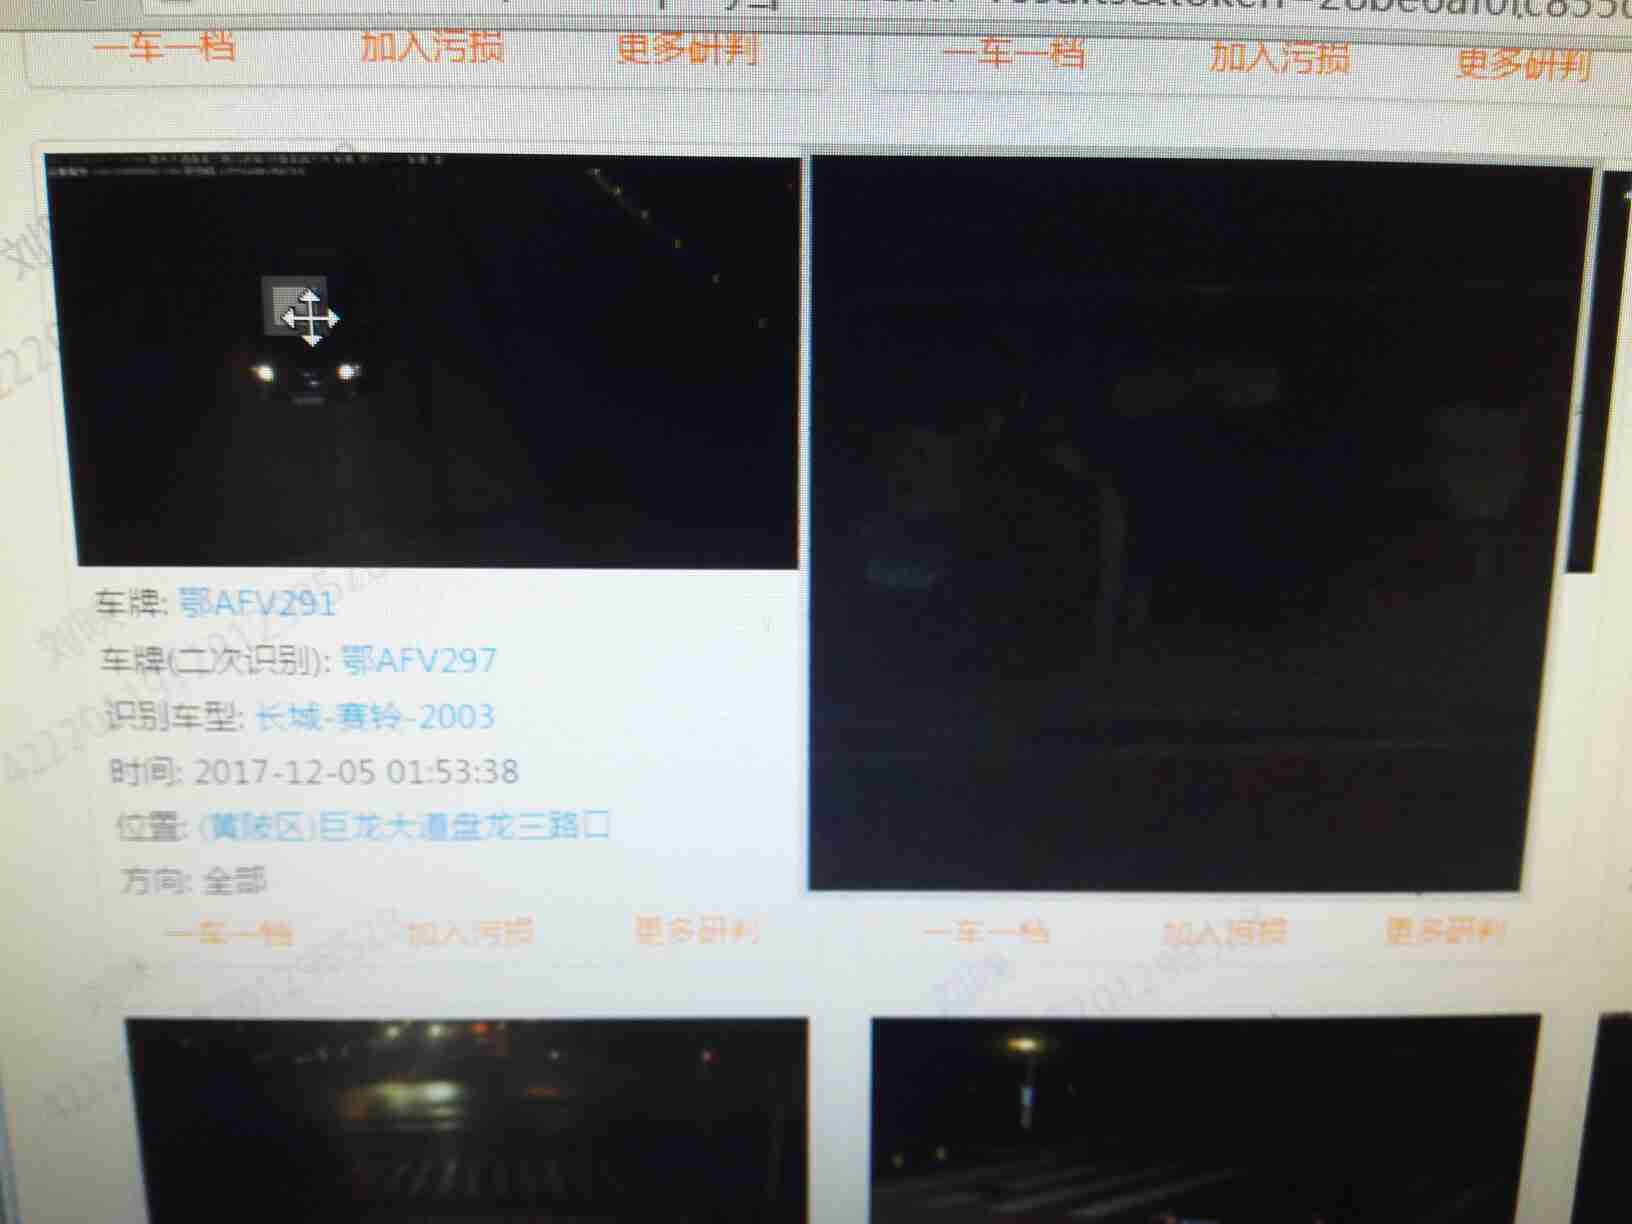 一车一档 加入污损 更多研判 一车一档 加入污损 更多研判
车牌: 鄂AFV291
车牌(二次识别): 鄂AFV297
识别车型: 长城-赛铃-2003
时间: 2017-12-05 01:53:38
位置: (黄陂区)巨龙大道盘龙三路口
方向: 全部
一车一档 加入污损 更多研判 一车一档 加入污损 更多研判